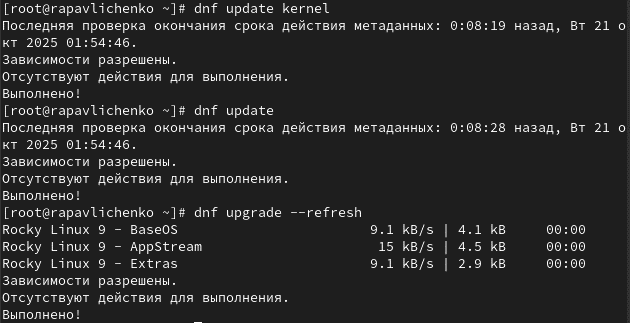 [root@rapavlichenko ~]# dnf update kernel
Последняя проверка окончания срока действия метаданных: 0:08:19 назад, Вт 21 о
кт 2025 01:54:46.
Зависимости разрешены.
Отсутствуют действия для выполнения.
Выполнено!
[root@rapavlichenko ~]# dnf update
Последняя проверка окончания срока действия метаданных: 0:08:28 назад, Вт 21 о
кт 2025 01:54:46.
Зависимости разрешены.
Отсутствуют действия для выполнения.
Выполнено!
[root@rapavlichenko ~]# dnf upgrade --refresh
Rocky Linux 9 - BaseOS                        9.1 kB/s | 4.1 kB     00:00
Rocky Linux 9 - AppStream                      15 kB/s | 4.5 kB     00:00
Rocky Linux 9 - Extras                        9.1 kB/s | 2.9 kB     00:00
Зависимости разрешены.
Отсутствуют действия для выполнения.
Выполнено!